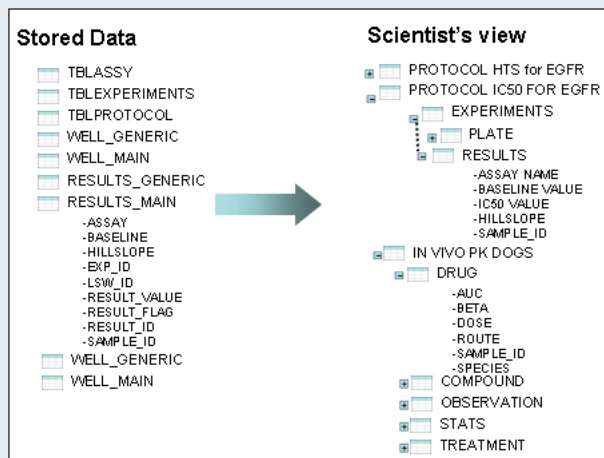 Stored Data
TBLASSY
TBLEXPERIMENTS
TBLPROTOCOL
WELL_GENERIC
WELL_MAIN
RESULTS_GENERIC
RESULTS_MAIN
-ASSAY
-BASELINE
-HILLSLOPE
-EXP_ID
-LSW_ID
-RESULT_VALUE
-RESULT_FLAG
-RESULT_ID
-SAMPLE_ID
WELL_GENERIC
WELL_MAIN
Scientist's view
PROTOCOL HTS for EGFR
PROTOCOL IC50 FOR EGFR
EXPERIMENTS
PLATE
RESULTS
-ASSAY NAME
-BASELINE VALUE
-IC50 VALUE
-HILLSLOPE
-SAMPLE_ID
IN VIVO PK DOGS
DRUG
-AUC
-BETA
-DOSE
-ROUTE
-SAMPLE_ID
-SPECIES
COMPOUND
OBSERVATION
STATS
TREATMENT